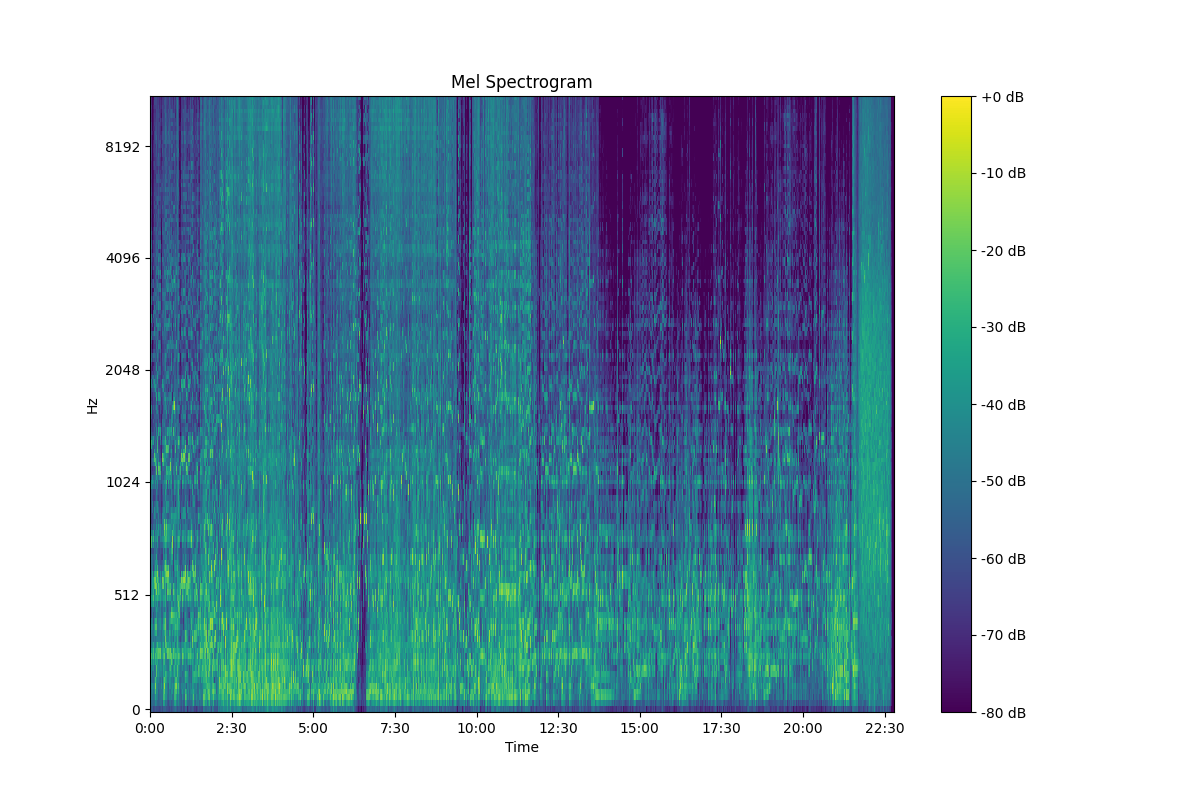 Mel Spectrogram
Hz
8192
4096
2048
1024
512
0
0:00 2:30 5:00 7:30 10:00 12:30 15:00 17:30 20:00 22:30
Time
+0 dB
-10 dB
-20 dB
-30 dB
-40 dB
-50 dB
-60 dB
-70 dB
-80 dB